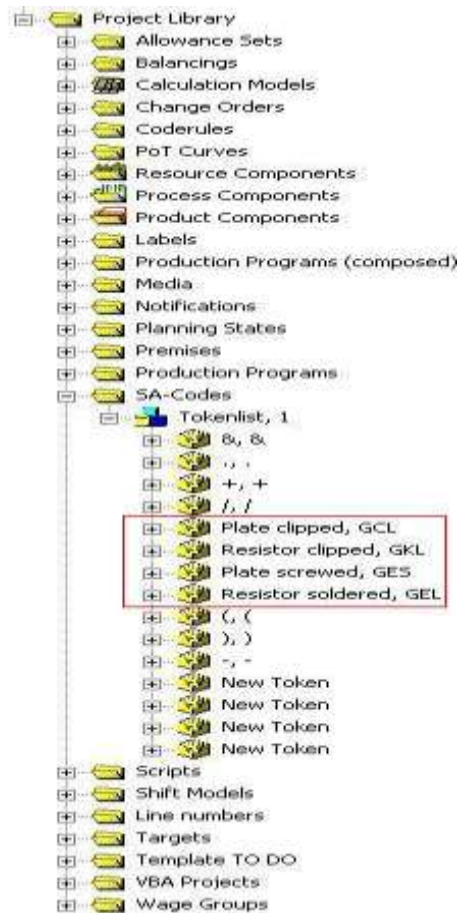 Project Library
Allowance Sets
Balancings
Calculation Models
Change Orders
Coderules
PoT Curves
Resource Components
Process Components
Product Components
Labels
Production Programs (composed)
Media
Notifications
Planning States
Premises
Production Programs
SA-Codes
Tokenlist, 1
&, &
., .
+, +
/, /
Plate clipped, GCL
Resistor clipped, GKL
Plate screwed, GES
Resistor soldered, GEL
(, (
), )
-, -
New Token
New Token
New Token
New Token
Scripts
Shift Models
Line numbers
Targets
Template TO DO
VBA Projects
Wage Groups